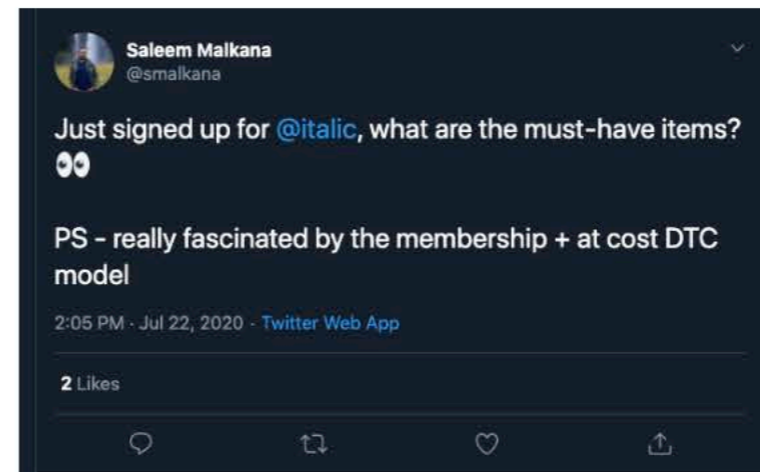 Saleem Malkana
@smalkana
Just signed up for @italic, what are the must-have items?
👀
PS - really fascinated by the membership + at cost DTC
model
2:05 PM · Jul 22, 2020 · Twitter Web App
2 Likes